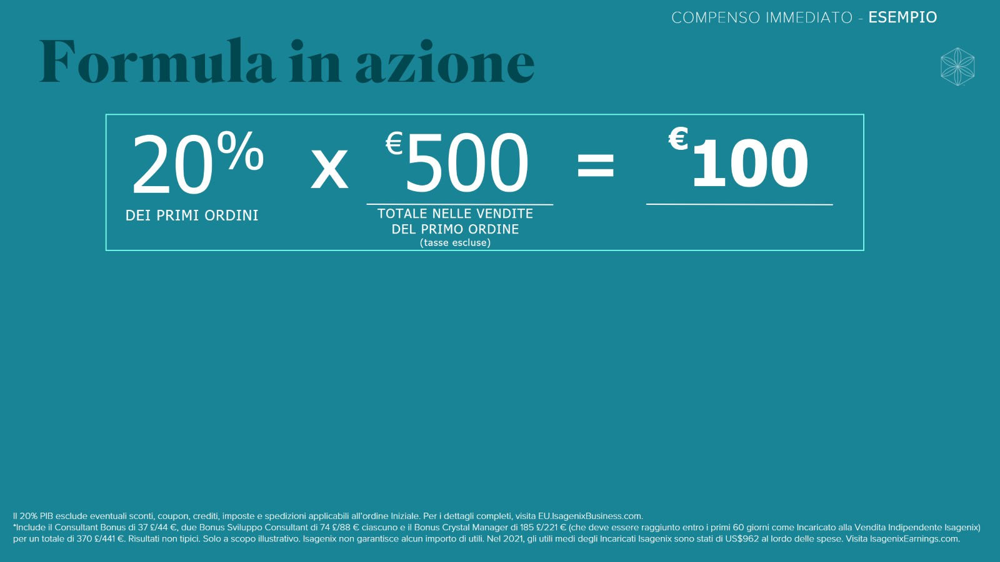 COMPENSO IMMEDIATO - ESEMPIO
Formula in azione
20% x €500 = €100
DEI PRIMI ORDINI
TOTALE NELLE VENDITE
DEL PRIMO ORDINE
(tasse escluse)
Il 20% PIB esclude eventuali sconti, coupon, crediti, imposte e spedizioni applicabili all'ordine Iniziale. Per i dettagli completi, visita EU.IsagenixBusiness.com.
*Include il Consultant Bonus di 37 £/44 €, due Bonus Sviluppo Consultant di 74 £/88 € ciascuno e il Bonus Crystal Manager di 185 £/221 € (che deve essere raggiunto entro i primi 60 giorni come Incaricato alla Vendita Indipendente Isagenix)
per un totale di 370 £/441 €. Risultati non tipici. Solo a scopo illustrativo. Isagenix non garantisce alcun importo di utili. Nel 2021, gli utili medi degli Incaricati Isagenix sono stati di US$962 al lordo delle spese. Visita IsagenixEarnings.com.